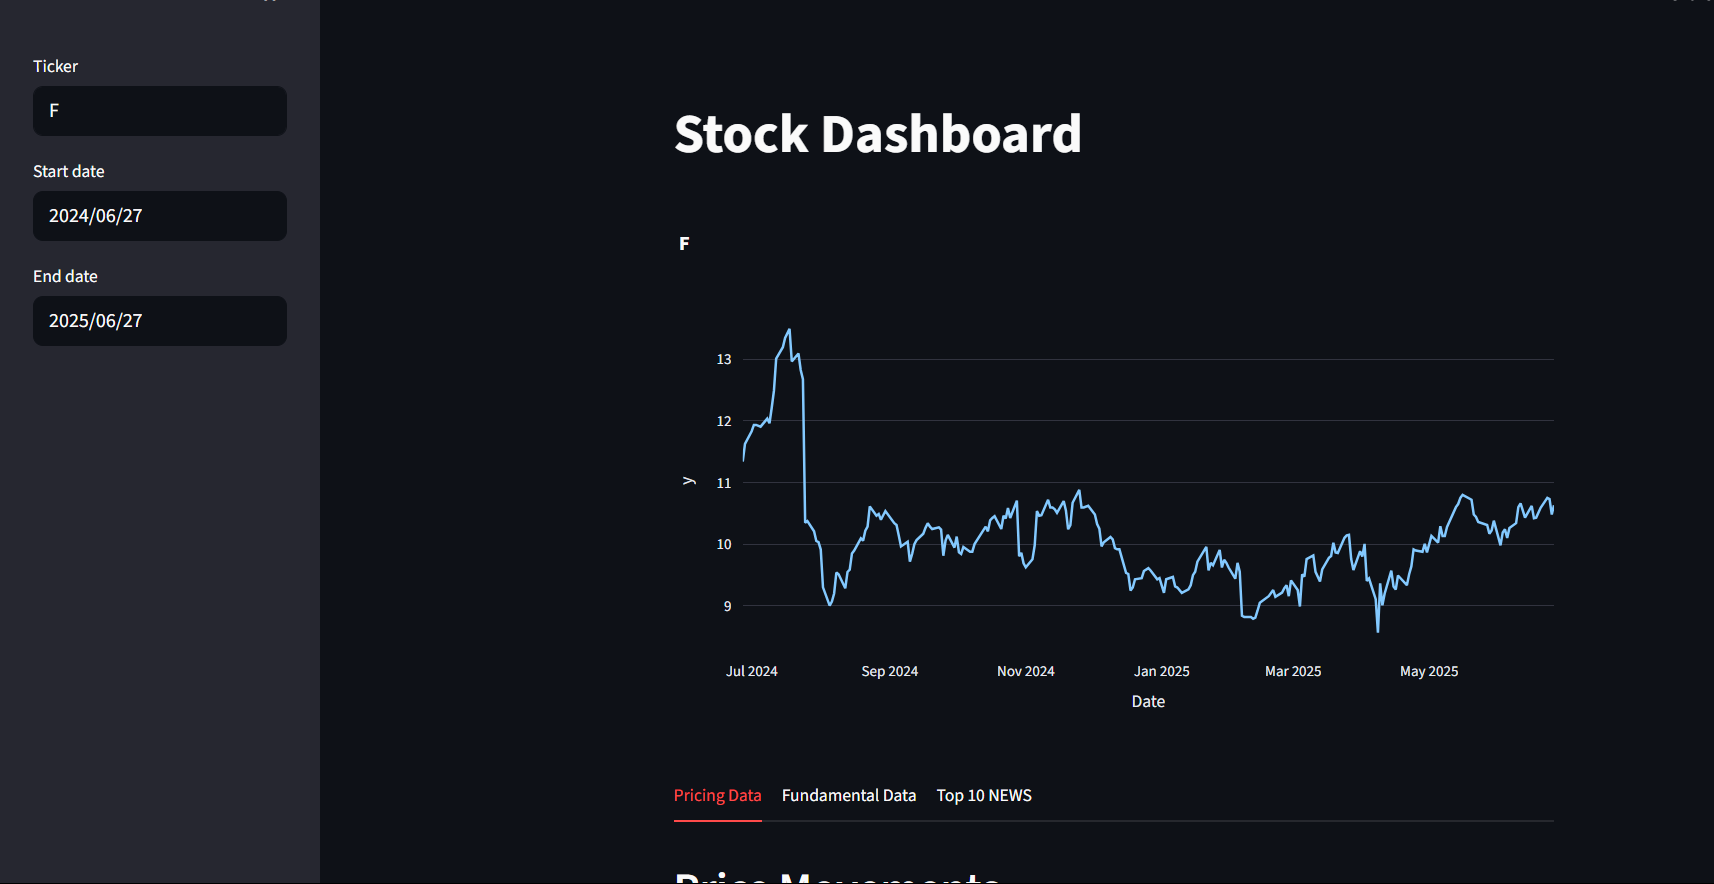 Ticker
F
Start date
2024/06/27
End date
2025/06/27
Stock Dashboard
F
13
12
11
10
9
y
Jul 2024 Sep 2024 Nov 2024 Jan 2025 Mar 2025 May 2025
Date
Pricing Data Fundamental Data Top 10 NEWS
Price Movements